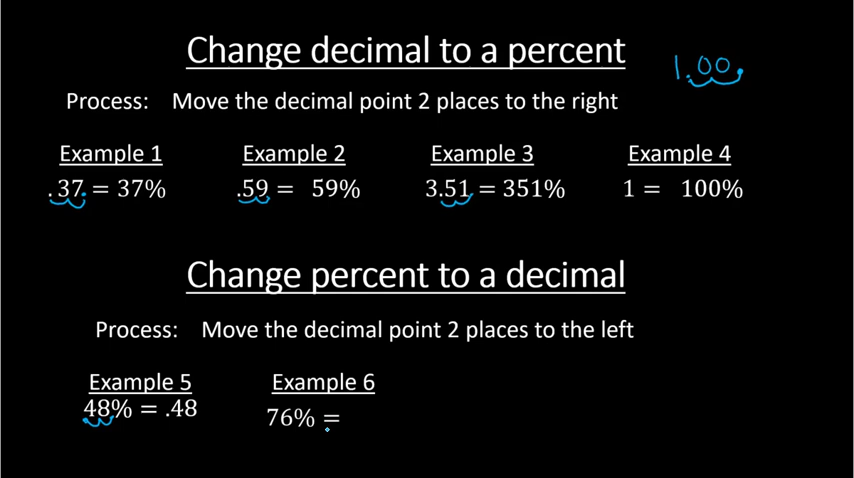 Change decimal to a percent
1.00.
Process: Move the decimal point 2 places to the right
Example 1 Example 2 Example 3 Example 4
.37. = 37% .59 = 59% 3.51 = 351% 1 = 100%
Change percent to a decimal
Process: Move the decimal point 2 places to the left
Example 5 Example 6
48% = .48 76% =